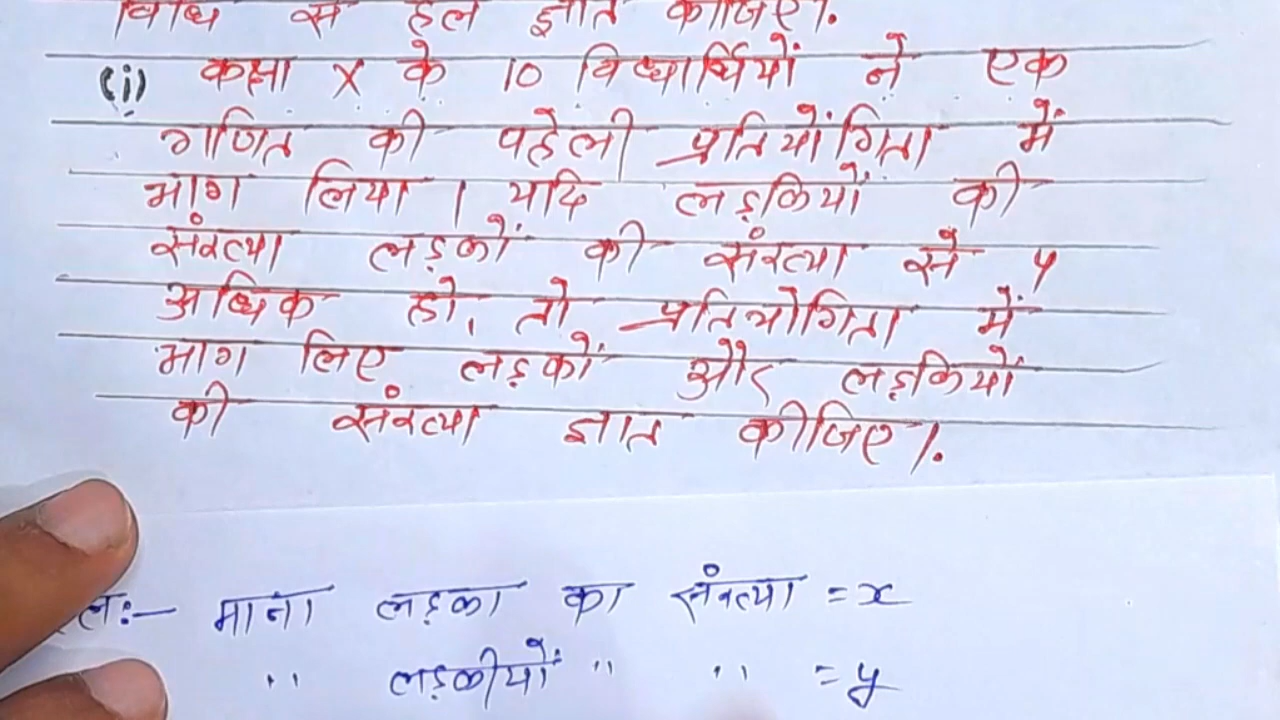 विधि से हल ज्ञात कीजिए।
(i) कक्षा X के 10 विद्यार्थियों ने एक
गणित की पहेली प्रतियोगिता में
भाग लिया। यदि लड़कियों की
संख्या लड़कों की संख्या से 4
अधिक हो, तो प्रतियोगिता में
भाग लिए लड़कों और लड़कियों
की संख्या ज्ञात कीजिए।
माना लड़का का संख्या = x
" लड़कीयों " " = y